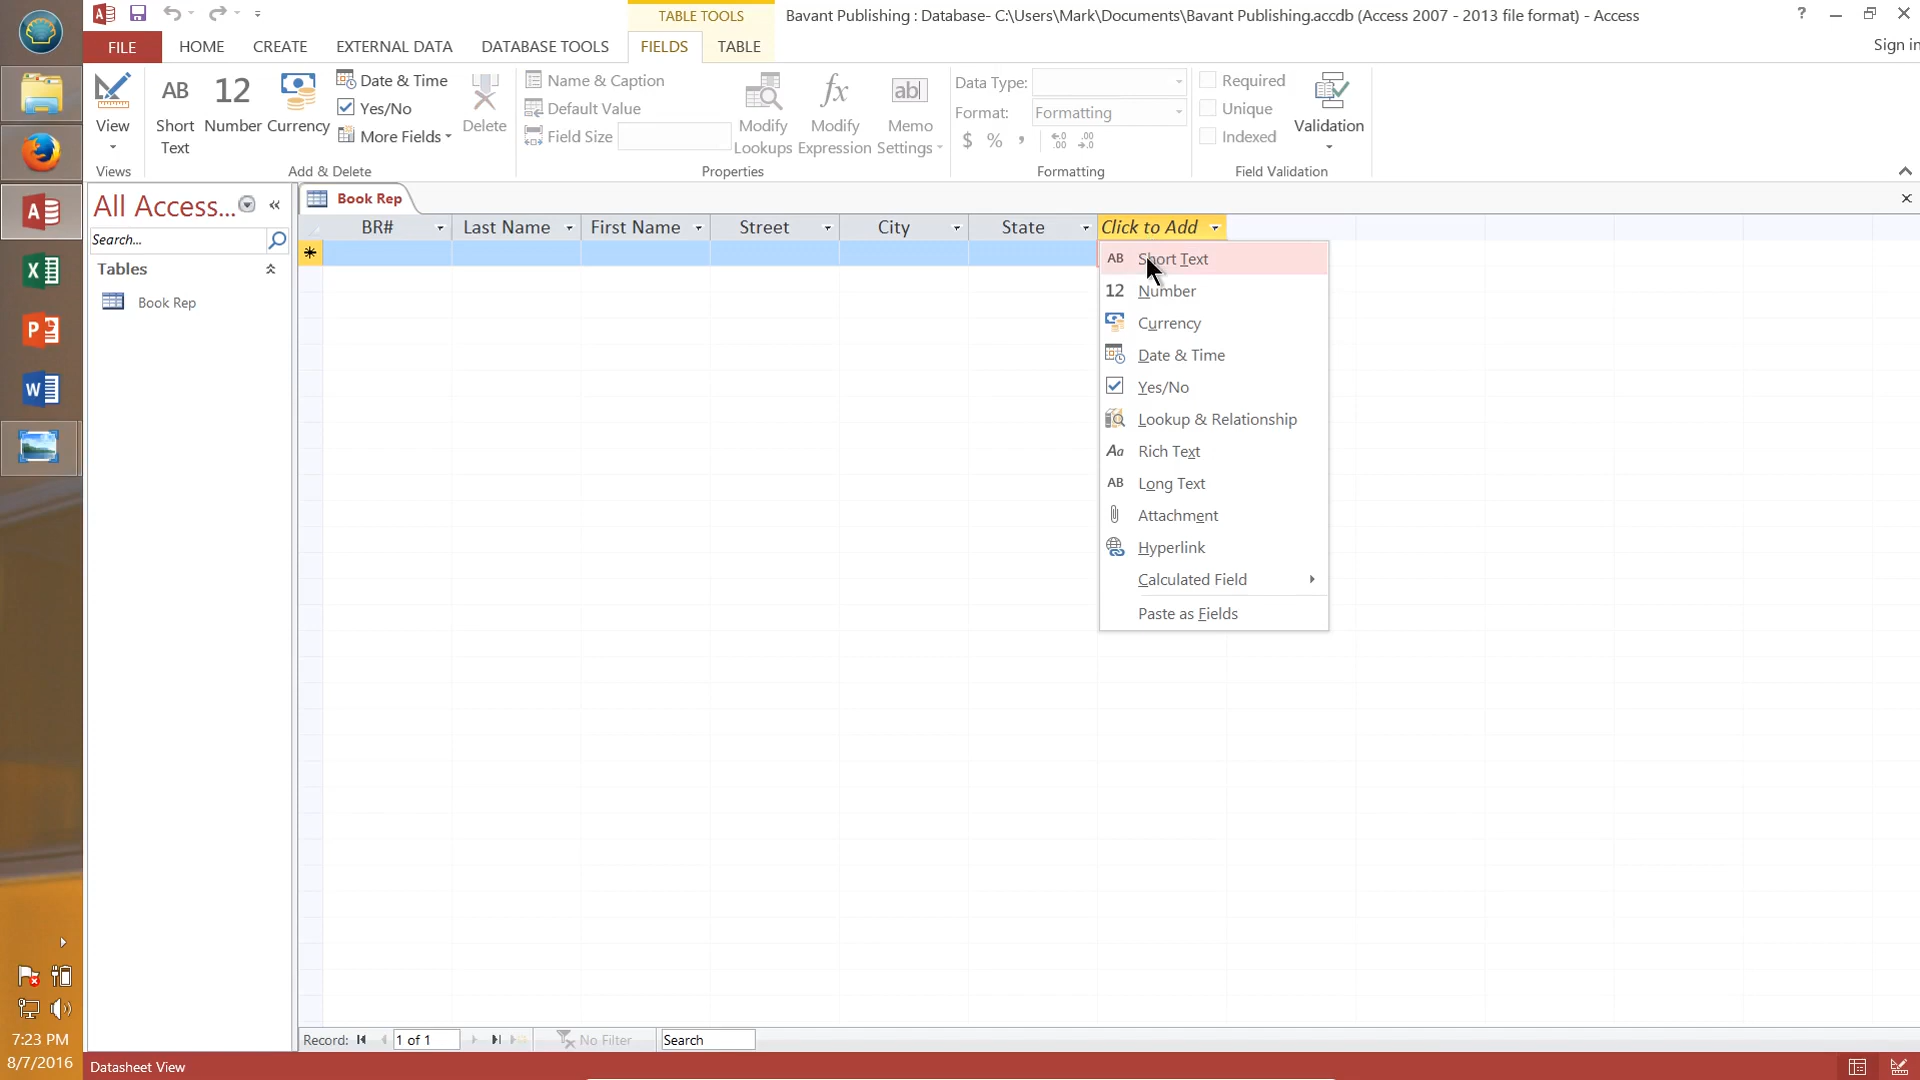 TABLE TOOLS
Bavant Publishing : Database- C:\Users\Mark\Documents\Bavant Publishing.accdb (Access 2007 - 2013 file format) - Access
?
FILE
HOME
CREATE
EXTERNAL DATA
DATABASE TOOLS
FIELDS
TABLE
Sign in
View
AB
Short
Text
12
Number
Currency
Date & Time
Yes/No
More Fields
Delete
Name & Caption
Default Value
Field Size
Modify
Lookups
fx
Modify
Expression
ab|
Memo
Settings
Data Type:
Format:
Formatting
$ % ,
.00
.00
Required
Unique
Indexed
Validation
Views
Add & Delete
Properties
Formatting
Field Validation
All Access...
Search...
Tables
Book Rep
Book Rep
BR#
Last Name
First Name
Street
City
State
Click to Add
AB Short Text
12 Number
Currency
Date & Time
Yes/No
Lookup & Relationship
Aa Rich Text
AB Long Text
Attachment
Hyperlink
Calculated Field
Paste as Fields
Record:
1 of 1
No Filter
Search
7:23 PM
8/7/2016
Datasheet View